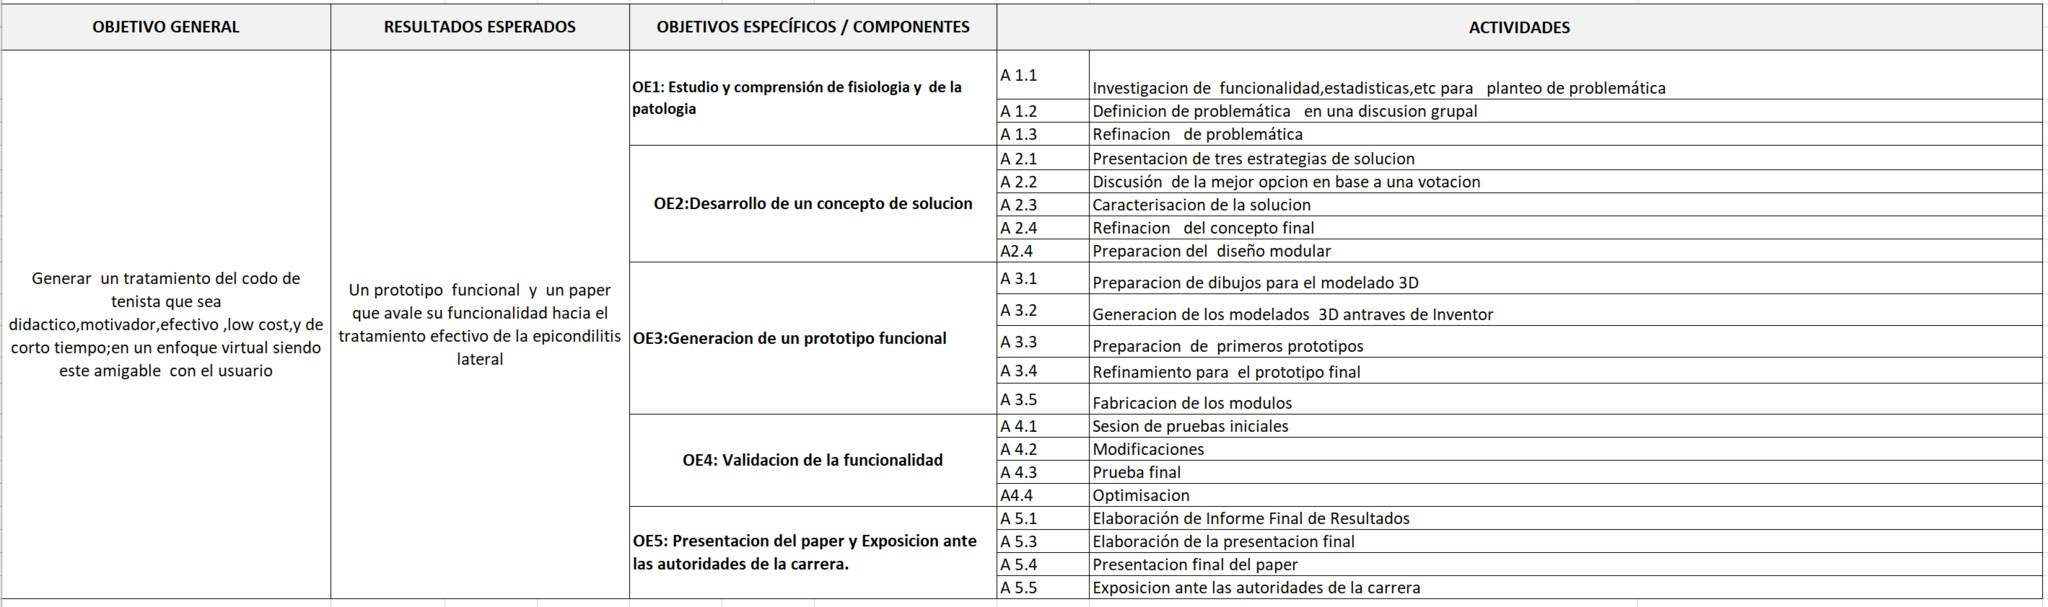 OBJETIVO GENERAL
RESULTADOS ESPERADOS
OBJETIVOS ESPECÍFICOS / COMPONENTES
ACTIVIDADES
Generar un tratamiento del codo de
tenista que sea
didactico,motivador,efectivo ,low cost,y de
corto tiempo;en un enfoque virtual siendo
este amigable con el usuario
Un prototipo funcional y un paper
que avale su funcionalidad hacia el
tratamiento efectivo de la epicondilitis
lateral
OE1: Estudio y comprensión de fisiologia y de la
patologia
A 1.1 Investigacion de funcionalidad,estadisticas,etc para planteo de problemática
A 1.2 Definicion de problemática en una discusion grupal
A 1.3 Refinacion de problemática
OE2:Desarrollo de un concepto de solucion
A 2.1 Presentacion de tres estrategias de solucion
A 2.2 Discusión de la mejor opcion en base a una votacion
A 2.3 Caracterisacion de la solucion
A 2.4 Refinacion del concepto final
A2.4 Preparacion del diseño modular
OE3:Generacion de un prototipo funcional
A 3.1 Preparacion de dibujos para el modelado 3D
A 3.2 Generacion de los modelados 3D antraves de Inventor
A 3.3 Preparacion de primeros prototipos
A 3.4 Refinamiento para el prototipo final
A 3.5 Fabricacion de los modulos
OE4: Validacion de la funcionalidad
A 4.1 Sesion de pruebas iniciales
A 4.2 Modificaciones
A 4.3 Prueba final
A4.4 Optimisacion
OE5: Presentacion del paper y Exposicion ante
las autoridades de la carrera.
A 5.1 Elaboración de Informe Final de Resultados
A 5.3 Elaboración de la presentacion final
A 5.4 Presentacion final del paper
A 5.5 Exposicion ante las autoridades de la carrera